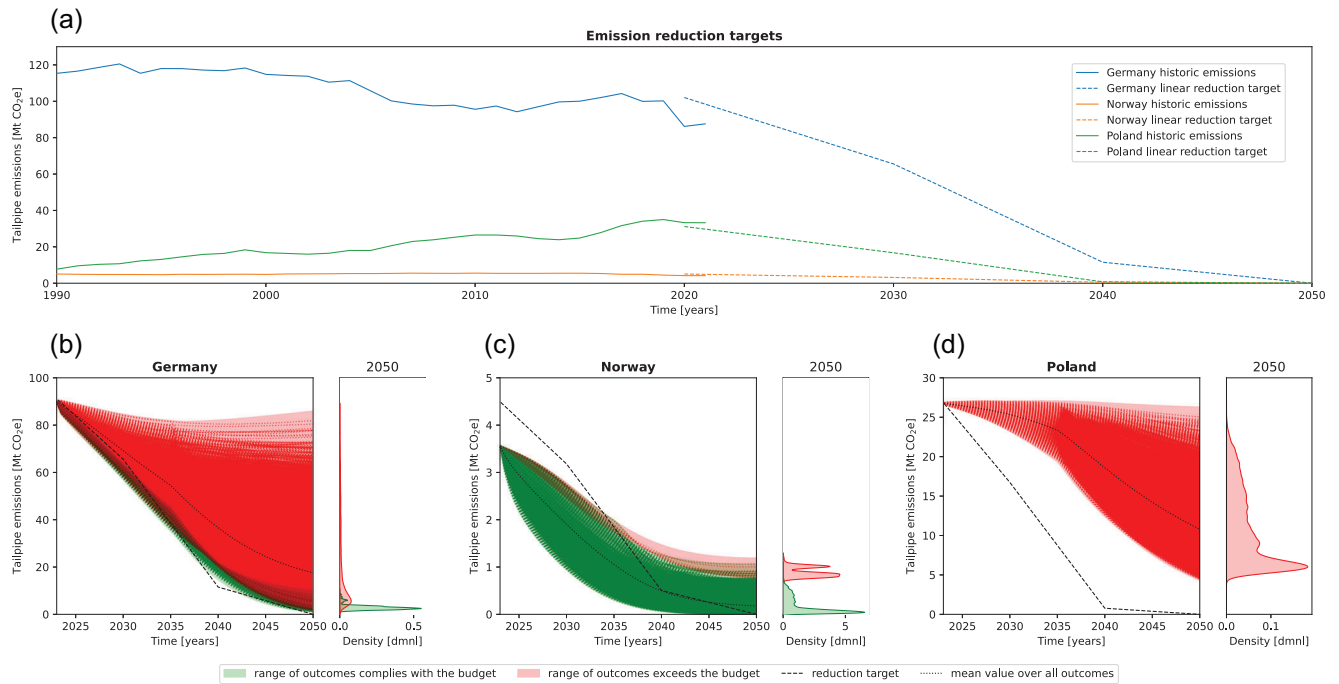 (a)
Emission reduction targets
Tailpipe emissions [Mt CO₂e]
120
100
80
60
40
20
0
1990
2000
2010
2020
2030
2040
2050
Time [years]
Germany historic emissions
Germany linear reduction target
Norway historic emissions
Norway linear reduction target
Poland historic emissions
Poland linear reduction target
(b)
Germany
2050
Tailpipe emissions [Mt CO₂e]
100
80
60
40
20
0
2025
2030
2035
2040
2045
2050
Time [years]
0.0
0.5
Density [dmnl]
(c)
Norway
2050
Tailpipe emissions [Mt CO₂e]
5
4
3
2
1
0
2025
2030
2035
2040
2045
2050
Time [years]
0
5
Density [dmnl]
(d)
Poland
2050
Tailpipe emissions [Mt CO₂e]
30
25
20
15
10
5
0
2025
2030
2035
2040
2045
2050
Time [years]
0.0
0.1
Density [dmnl]
range of outcomes complies with the budget
range of outcomes exceeds the budget
reduction target
mean value over all outcomes